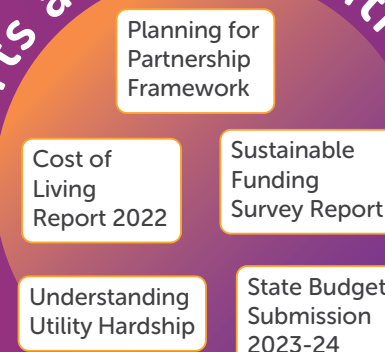 Planning for
Partnership
Framework
Cost of
Living
Report 2022
Sustainable
Funding
Survey Report
Understanding
Utility Hardship
State Budget
Submission
2023-24